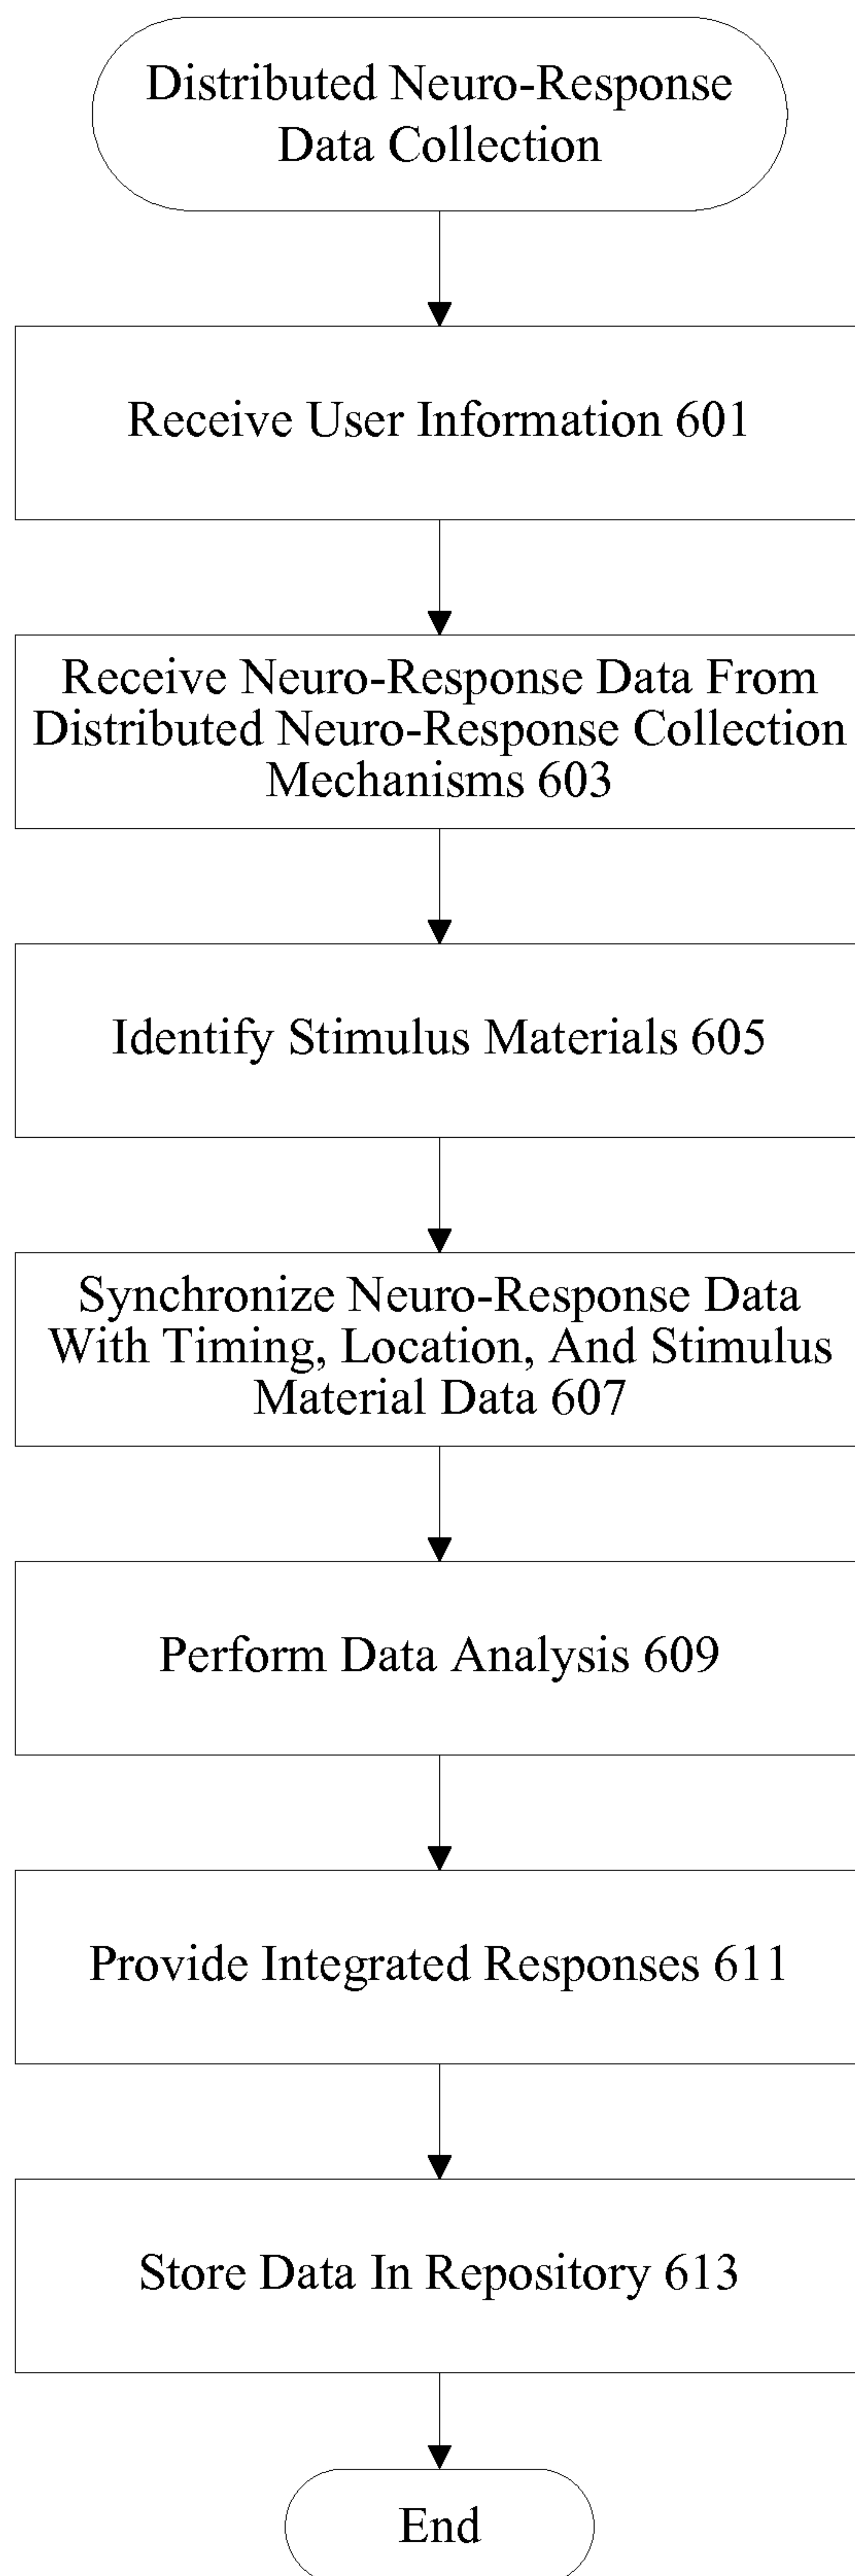 Distributed Neuro-Response
Data Collection
Receive User Information 601
Receive Neuro-Response Data From
Distributed Neuro-Response Collection
Mechanisms 603
Identify Stimulus Materials 605
Synchronize Neuro-Response Data
With Timing, Location, And Stimulus
Material Data 607
Perform Data Analysis 609
Provide Integrated Responses 611
Store Data In Repository 613
End